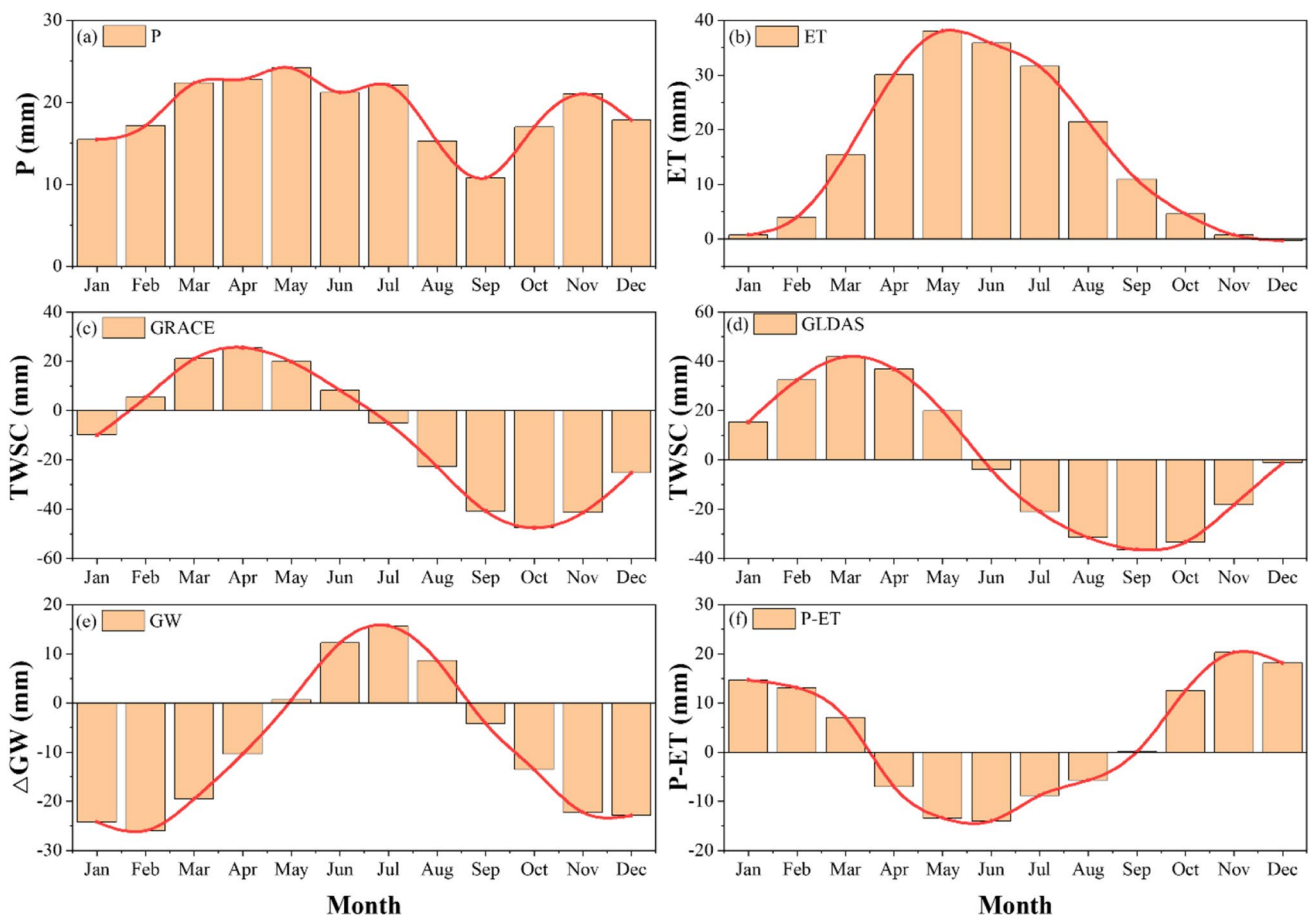 (a) P
30
20
10
0
P (mm)
Jan Feb Mar Apr May Jun Jul Aug Sep Oct Nov Dec
(b) ET
40
30
20
10
0
ET (mm)
Jan Feb Mar Apr May Jun Jul Aug Sep Oct Nov Dec
(c) GRACE
40
20
0
-20
-40
-60
TWSC (mm)
Jan Feb Mar Apr May Jun Jul Aug Sep Oct Nov Dec
(d) GLDAS
60
40
20
0
-20
-40
TWSC (mm)
Jan Feb Mar Apr May Jun Jul Aug Sep Oct Nov Dec
(e) GW
20
10
0
-10
-20
-30
△GW (mm)
Jan Feb Mar Apr May Jun Jul Aug Sep Oct Nov Dec
Month
(f) P-ET
30
20
10
0
-10
-20
P-ET (mm)
Jan Feb Mar Apr May Jun Jul Aug Sep Oct Nov Dec
Month